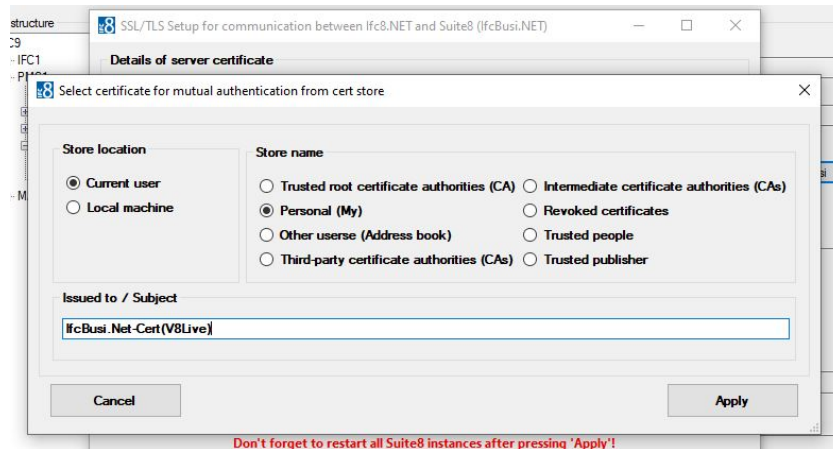 structure
SSL/TLS Setup for communication between Ifc8.NET and Suite8 (IfcBusi.NET)
IFC1
Details of server certificate
Select certificate for mutual authentication from cert store
Store location
Current user
Local machine
Store name
Trusted root certificate authorities (CA)
Intermediate certificate authorities (CAs)
Personal (My)
Revoked certificates
Other userse (Address book)
Trusted people
Third-party certificate authorities (CAs)
Trusted publisher
Issued to / Subject
IfcBusi.Net-Cert(V8Live)
Cancel
Apply
Don't forget to restart all Suite8 instances after pressing 'Apply'!